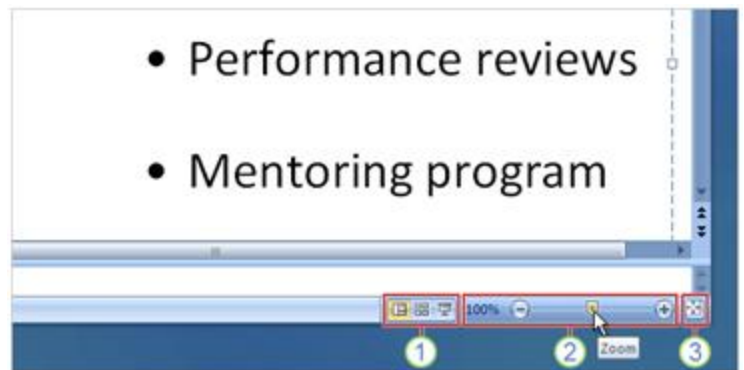 • Performance reviews
• Mentoring program
100%
Zoom
1 2 3